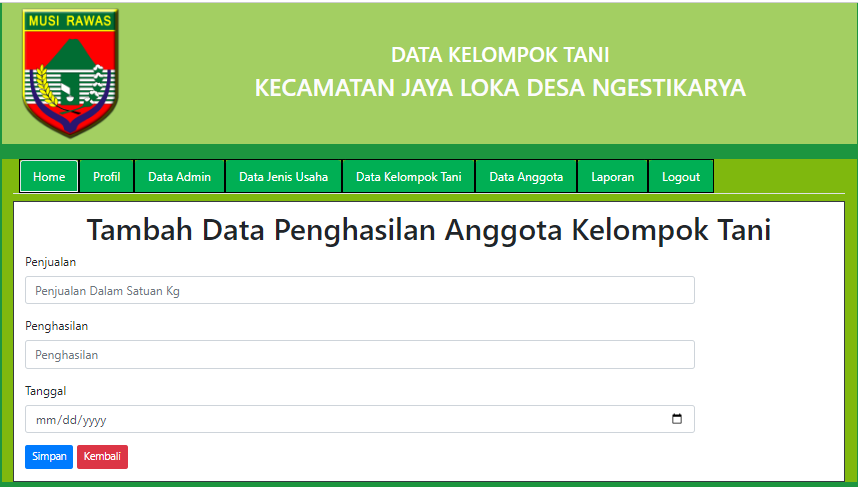 MUSI RAWAS
DATA KELOMPOK TANI
KECAMATAN JAYA LOKA DESA NGESTIKARYA
Home Profil Data Admin Data Jenis Usaha Data Kelompok Tani Data Anggota Laporan Logout
Tambah Data Penghasilan Anggota Kelompok Tani
Penjualan
Penjualan Dalam Satuan Kg
Penghasilan
Penghasilan
Tanggal
mm/dd/yyyy
Simpan Kembali